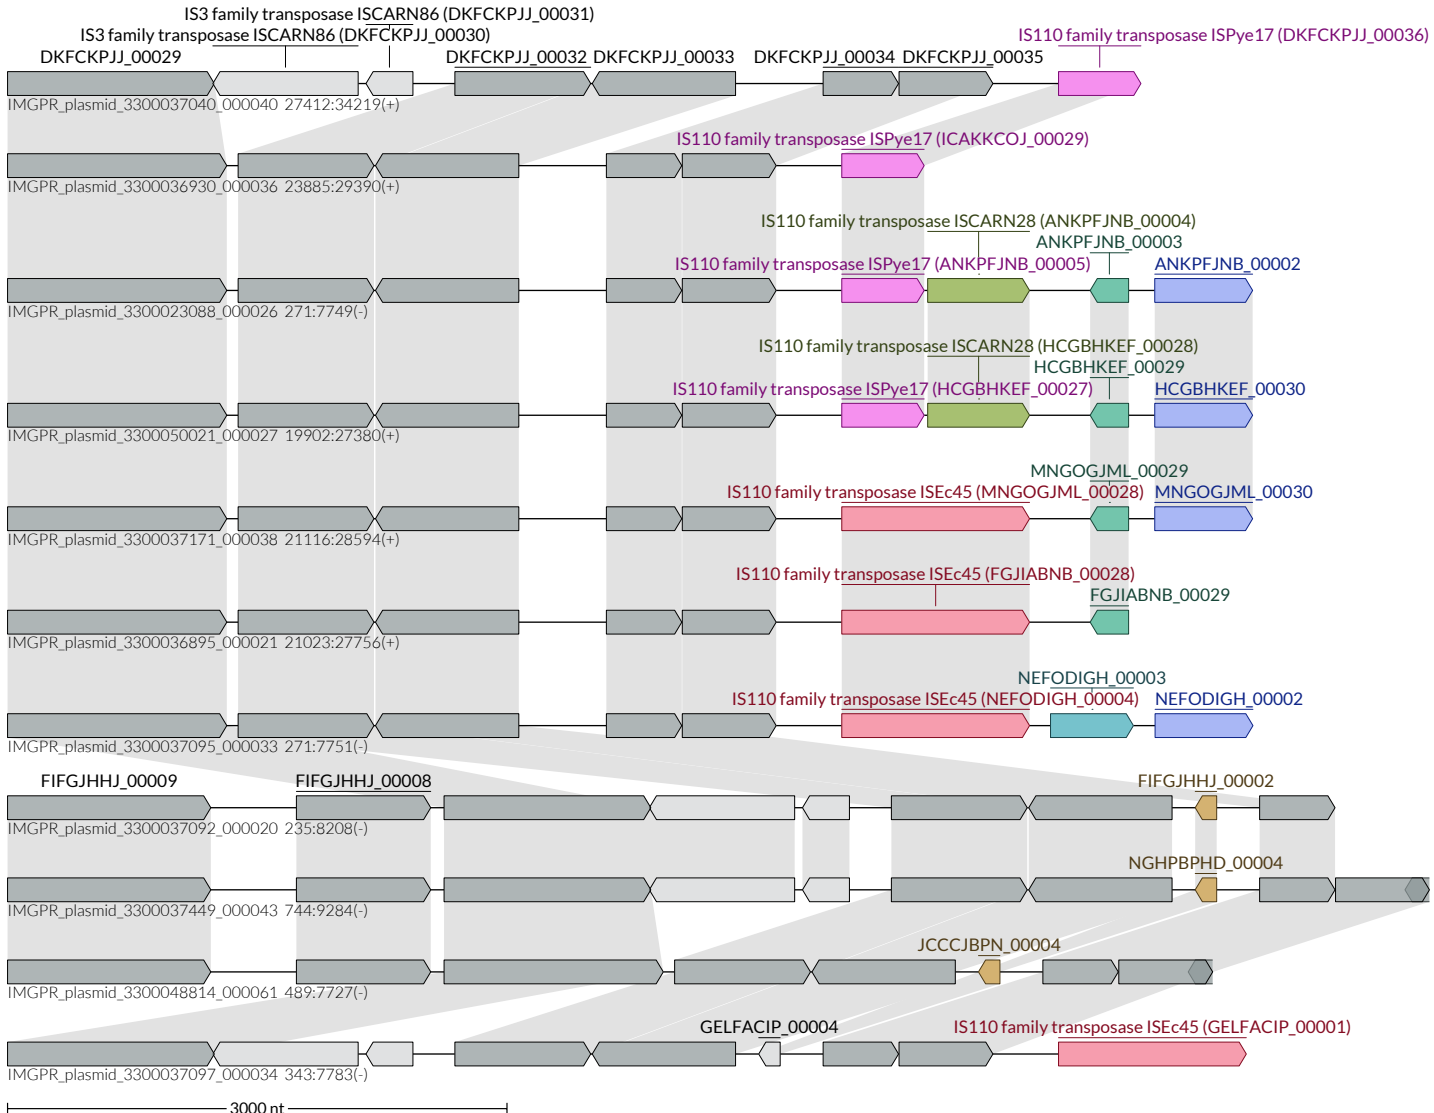 IS3 family transposase ISCARN86 (DKFCKPJJ_00031)
IS3 family transposase ISCARN86 (DKFCKPJJ_00030)
IS110 family transposase ISPye17 (DKFCKPJJ_00036)
DKFCKPJJ_00029 DKFCKPJJ_00032 DKFCKPJJ_00033 DKFCKPJJ_00034 DKFCKPJJ_00035
IMGPR_plasmid_3300037040_000040 27412:34219(+)
IS110 family transposase ISPye17 (ICAKKCOJ_00029)
IMGPR_plasmid_3300036930_000036 23885:29390(+)
IS110 family transposase ISCARN28 (ANKPFJNB_00004)
ANKPFJNB_00003
IS110 family transposase ISPye17 (ANKPFJNB_00005) ANKPFJNB_00002
IMGPR_plasmid_3300023088_000026 271:7749(-)
IS110 family transposase ISCARN28 (HCGBHKEF_00028)
HCGBHKEF_00029
IS110 family transposase ISPye17 (HCGBHKEF_00027) HCGBHKEF_00030
IMGPR_plasmid_3300050021_000027 19902:27380(+)
MNGOGJML_00029
IS110 family transposase ISEc45 (MNGOGJML_00028) MNGOGJML_00030
IMGPR_plasmid_3300037171_000038 21116:28594(+)
IS110 family transposase ISEc45 (FGJIABNB_00028)
FGJIABNB_00029
IMGPR_plasmid_3300036895_000021 21023:27756(+)
NEFODIGH_00003
IS110 family transposase ISEc45 (NEFODIGH_00004) NEFODIGH_00002
IMGPR_plasmid_3300037095_000033 271:7751(-)
FIFGJHHJ_00009 FIFGJHHJ_00008 FIFGJHHJ_00002
IMGPR_plasmid_3300037092_000020 235:8208(-)
NGHPBPHD_00004
IMGPR_plasmid_3300037449_000043 744:9284(-)
JCCCJBPN_00004
IMGPR_plasmid_3300048814_000061 489:7727(-)
GELFACIP_00004 IS110 family transposase ISEc45 (GELFACIP_00001)
IMGPR_plasmid_3300037097_000034 343:7783(-)
3000 nt